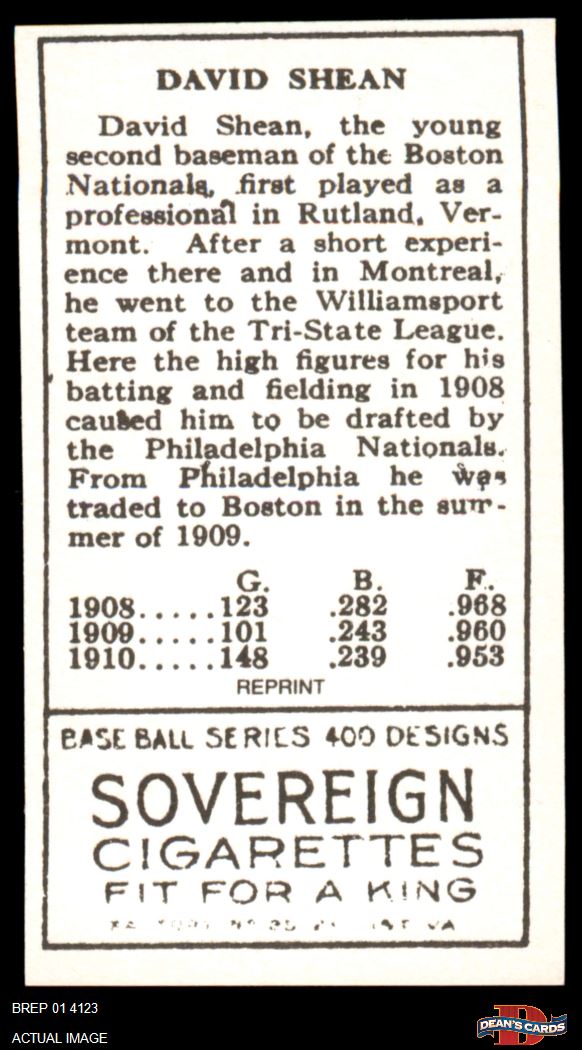 DAVID SHEAN
David Shean, the young
second baseman of the Boston
Nationals, first played as a
professional in Rutland, Ver-
mont. After a short experi-
ence there and in Montreal,
he went to the Williamsport
team of the Tri-State League.
Here the high figures for his
batting and fielding in 1908
caused him to be drafted by
the Philadelphia Nationals.
From Philadelphia he was
traded to Boston in the sum-
mer of 1909.
G. B. F.
1908.....123 .282 .968
1909.....101 .243 .960
1910.....148 .239 .953
REPRINT
BASE BALL SERIES 400 DESIGNS
SOVEREIGN
CIGARETTES
FIT FOR A KING
VA
BREP 01 4123
ACTUAL IMAGE
D
DEAN'S CARDS